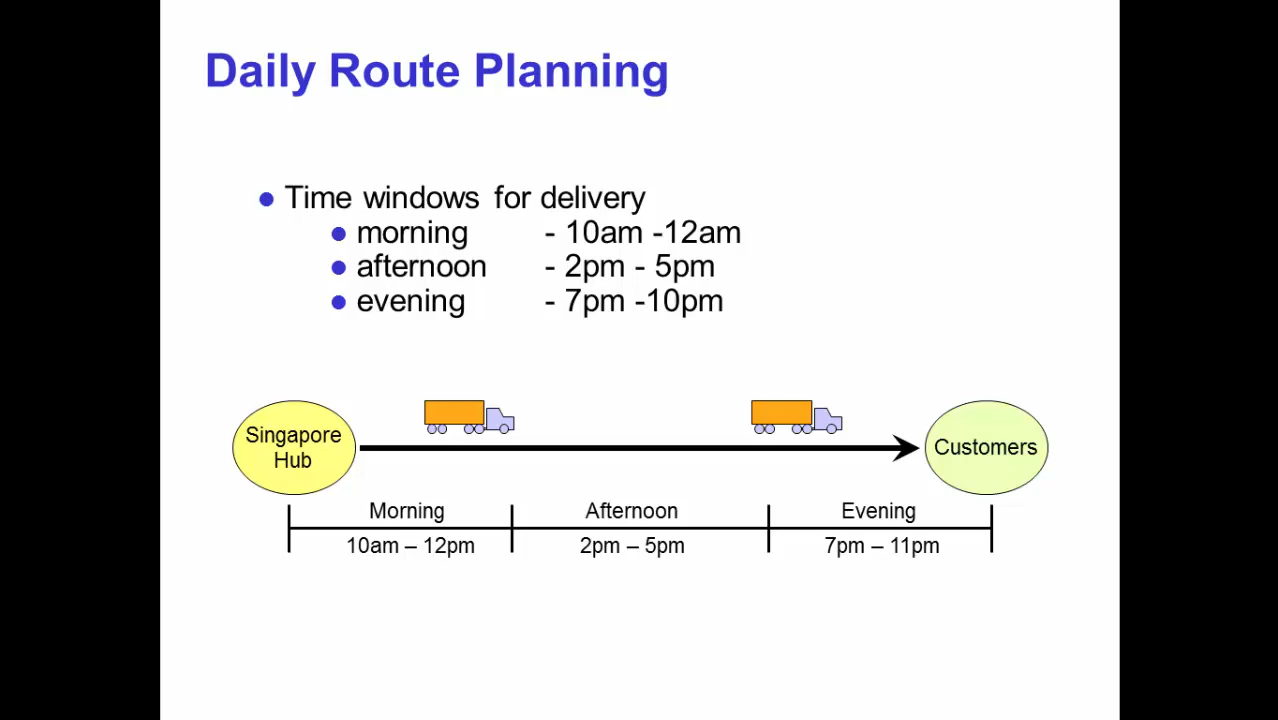 Daily Route Planning
Time windows for delivery
morning - 10am -12am
afternoon - 2pm - 5pm
evening - 7pm -10pm
Singapore
Hub
Customers
Morning Afternoon Evening
10am – 12pm 2pm – 5pm 7pm – 11pm